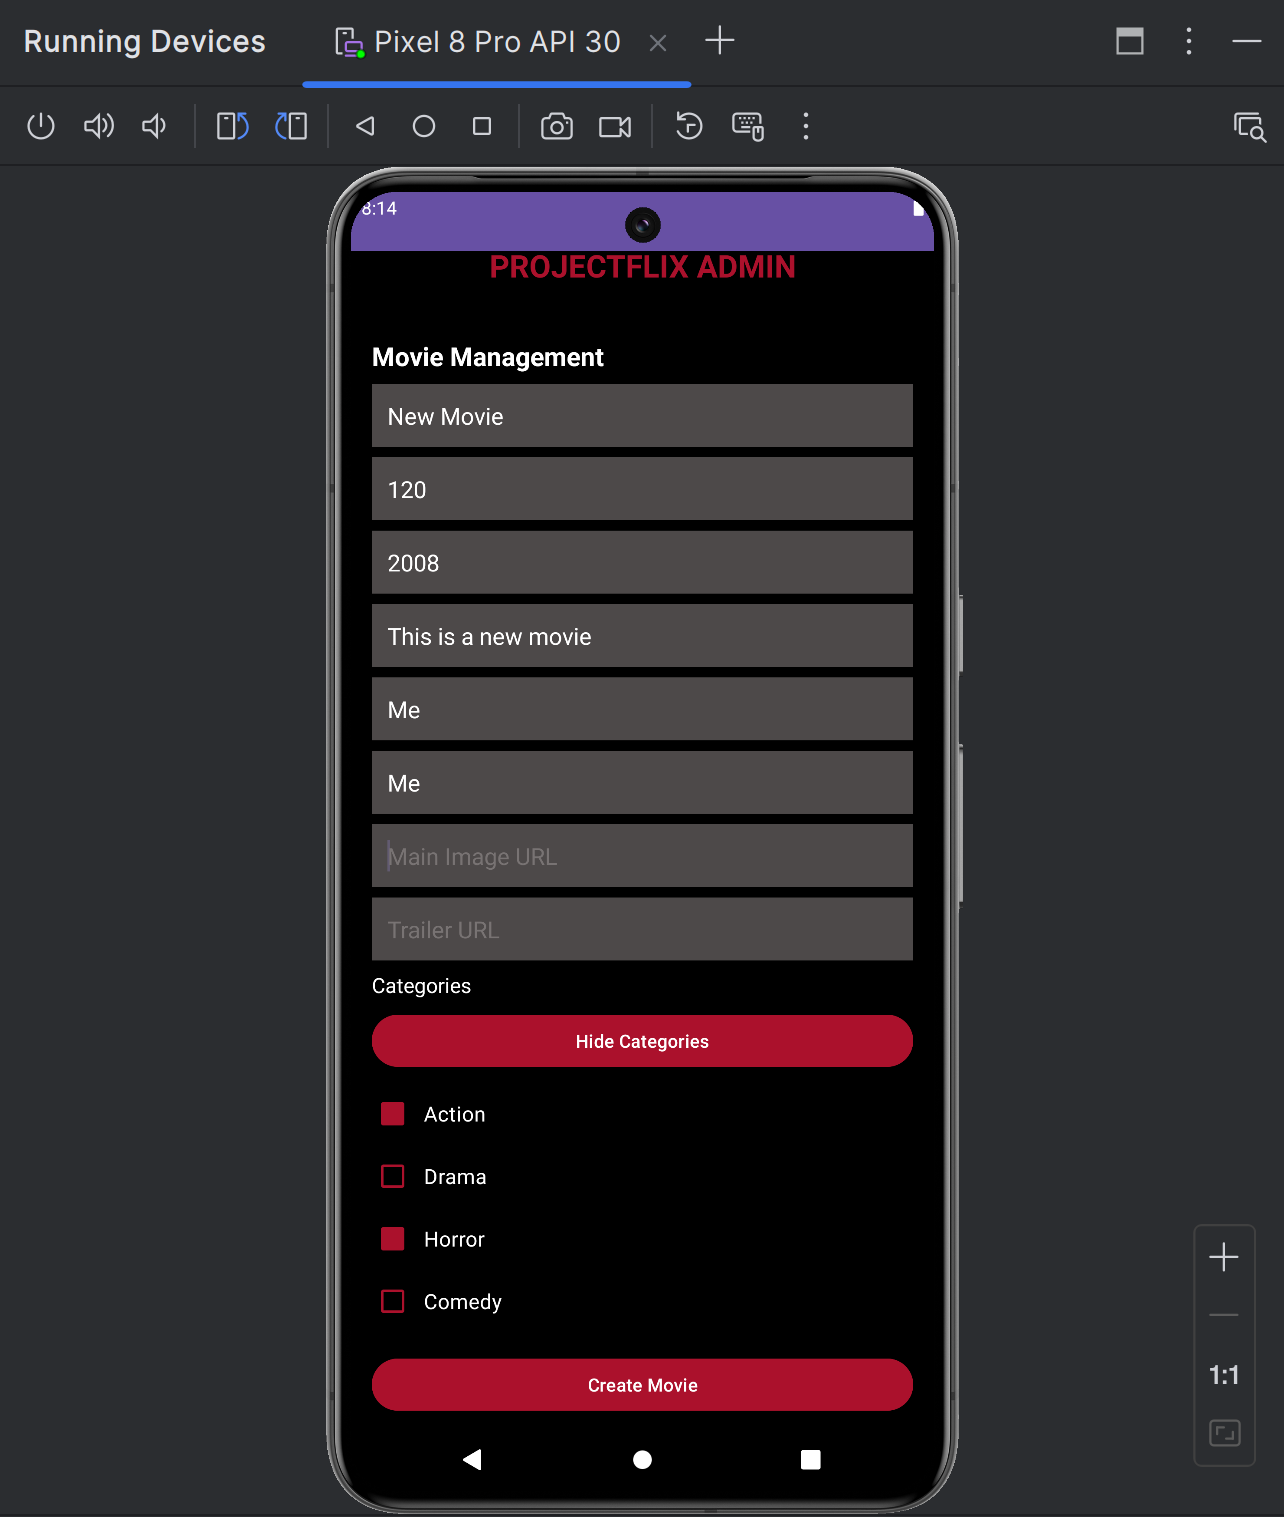 Running Devices
Pixel 8 Pro API 30
8:14
PROJECTFLIX ADMIN
Movie Management
New Movie
120
2008
This is a new movie
Me
Me
Main Image URL
Trailer URL
Categories
Hide Categories
Action
Drama
Horror
Comedy
1:1
Create Movie